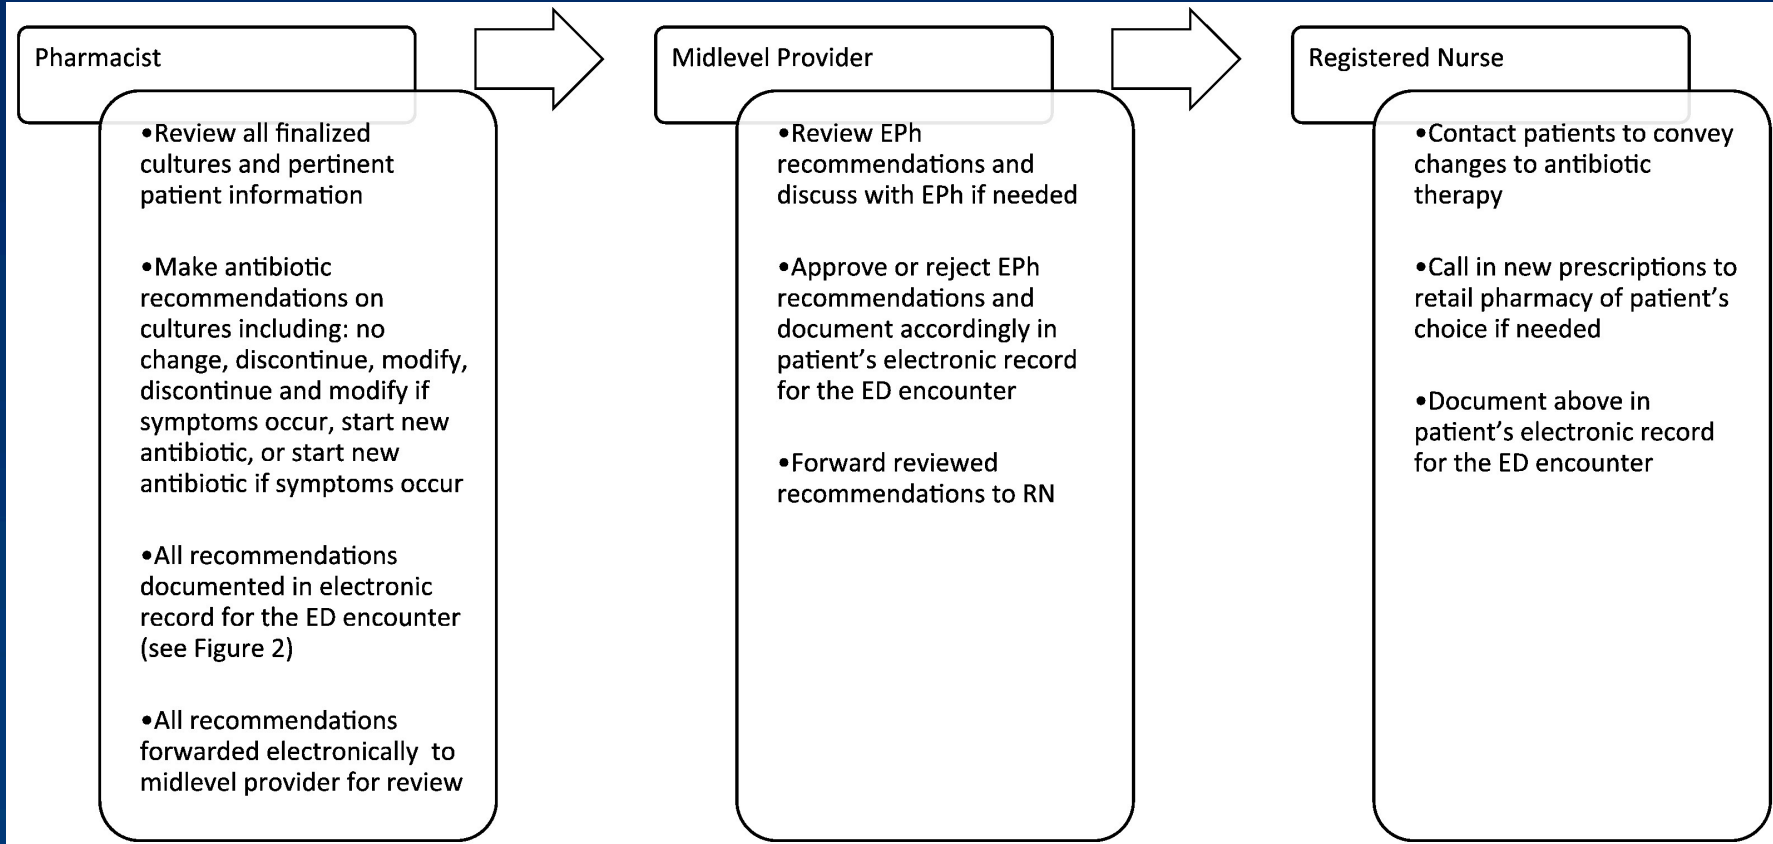 Pharmacist
•Review all finalized
cultures and pertinent
patient information
•Make antibiotic
recommendations on
cultures including: no
change, discontinue, modify,
discontinue and modify if
symptoms occur, start new
antibiotic, or start new
antibiotic if symptoms occur
•All recommendations
documented in electronic
record for the ED encounter
(see Figure 2)
•All recommendations
forwarded electronically to
midlevel provider for review
Midlevel Provider
•Review EPh
recommendations and
discuss with EPh if needed
•Approve or reject EPh
recommendations and
document accordingly in
patient’s electronic record
for the ED encounter
•Forward reviewed
recommendations to RN
Registered Nurse
•Contact patients to convey
changes to antibiotic
therapy
•Call in new prescriptions to
retail pharmacy of patient’s
choice if needed
•Document above in
patient’s electronic record
for the ED encounter